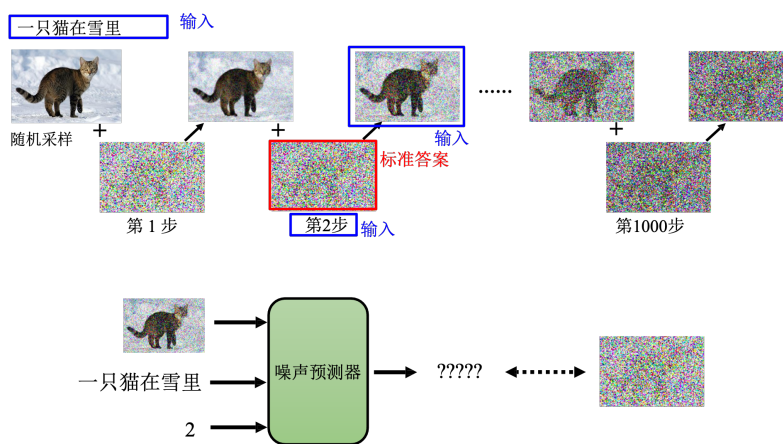 一只猫在雪里
输入
随机采样
+
+
......
+
输入
标准答案
第 1 步
第2步
输入
第1000步
一只猫在雪里
2
噪声预测器
?????